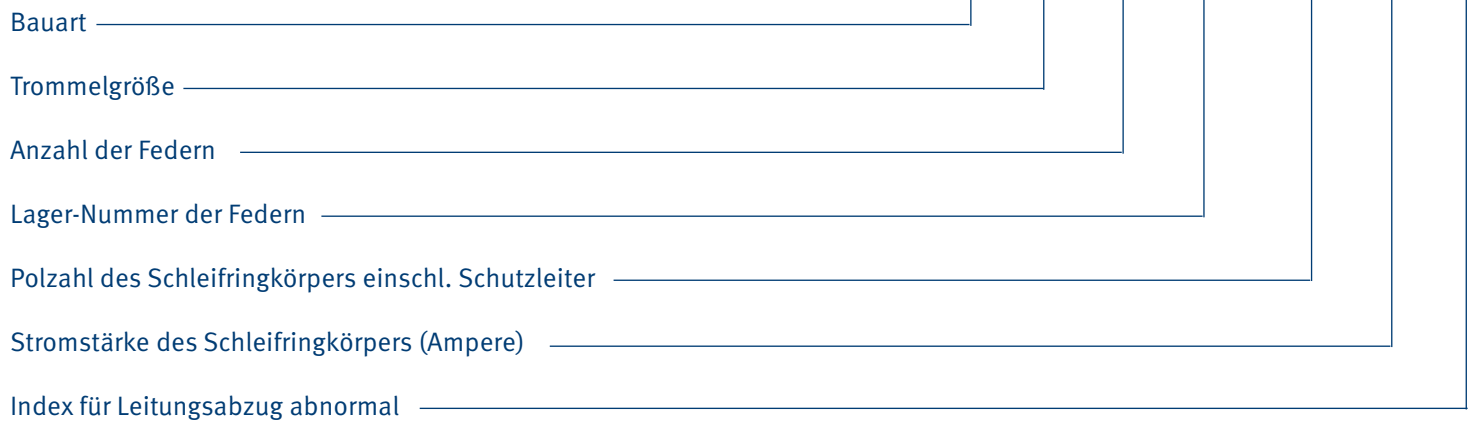 Bauart
Trommelgröße
Anzahl der Federn
Lager-Nummer der Federn
Polzahl des Schleifringkörpers einschl. Schutzleiter
Stromstärke des Schleifringkörpers (Ampere)
Index für Leitungsabzug abnormal